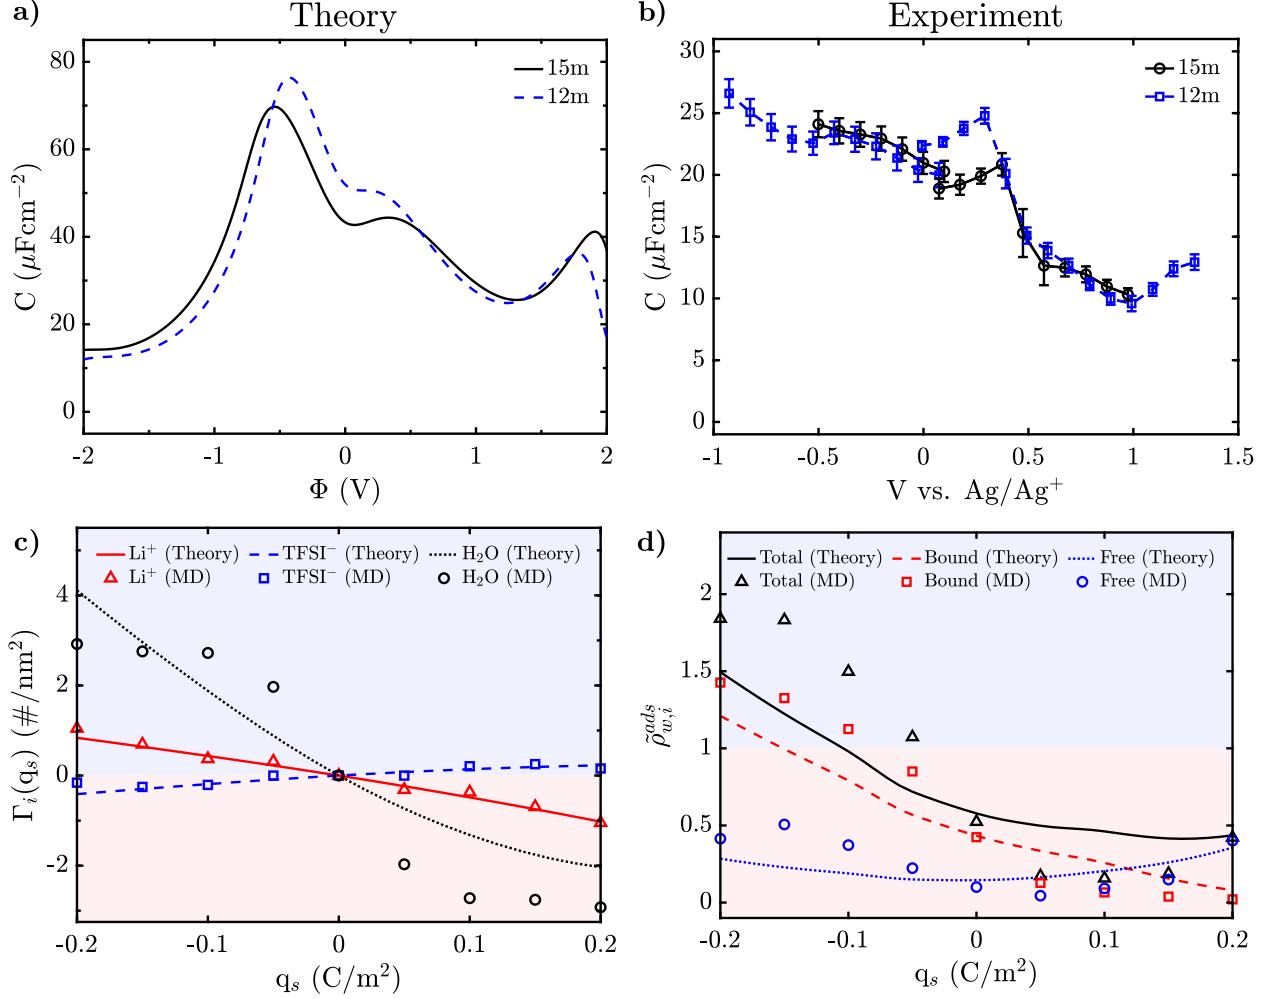 a)
Theory
C (μFcm⁻²)
80
60
40
20
0
15m
12m
-2
-1
0
1
2
Φ (V)
b)
Experiment
C (μFcm⁻²)
30
25
20
15
10
5
0
15m
12m
-1
-0.5
0
0.5
1
1.5
V vs. Ag/Ag⁺
c)
Li⁺ (Theory)
TFSI⁻ (Theory)
H₂O (Theory)
Li⁺ (MD)
TFSI⁻ (MD)
H₂O (MD)
Γᵢ(qₛ) (#/nm²)
4
2
0
-2
-0.2
-0.1
0
0.1
0.2
qₛ (C/m²)
d)
Total (Theory)
Bound (Theory)
Free (Theory)
Total (MD)
Bound (MD)
Free (MD)
ρ̃ᵃᵈˢ_w,i
2
1.5
1
0.5
0
-0.2
-0.1
0
0.1
0.2
qₛ (C/m²)